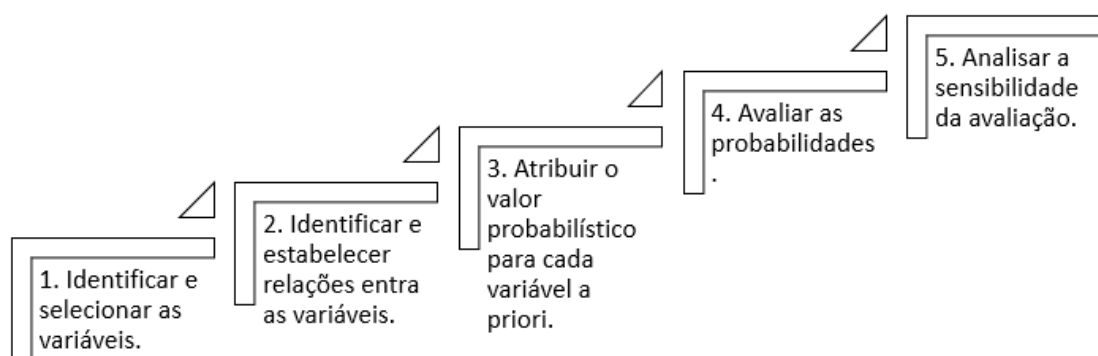 1. Identificar e
selecionar as
variáveis.
2. Identificar e
estabelecer
relações entra
as variáveis.
3. Atribuir o
valor
probabilístico
para cada
variável a
priori.
4. Avaliar as
probabilidades
.
5. Analisar a
sensibilidade
da avaliação.